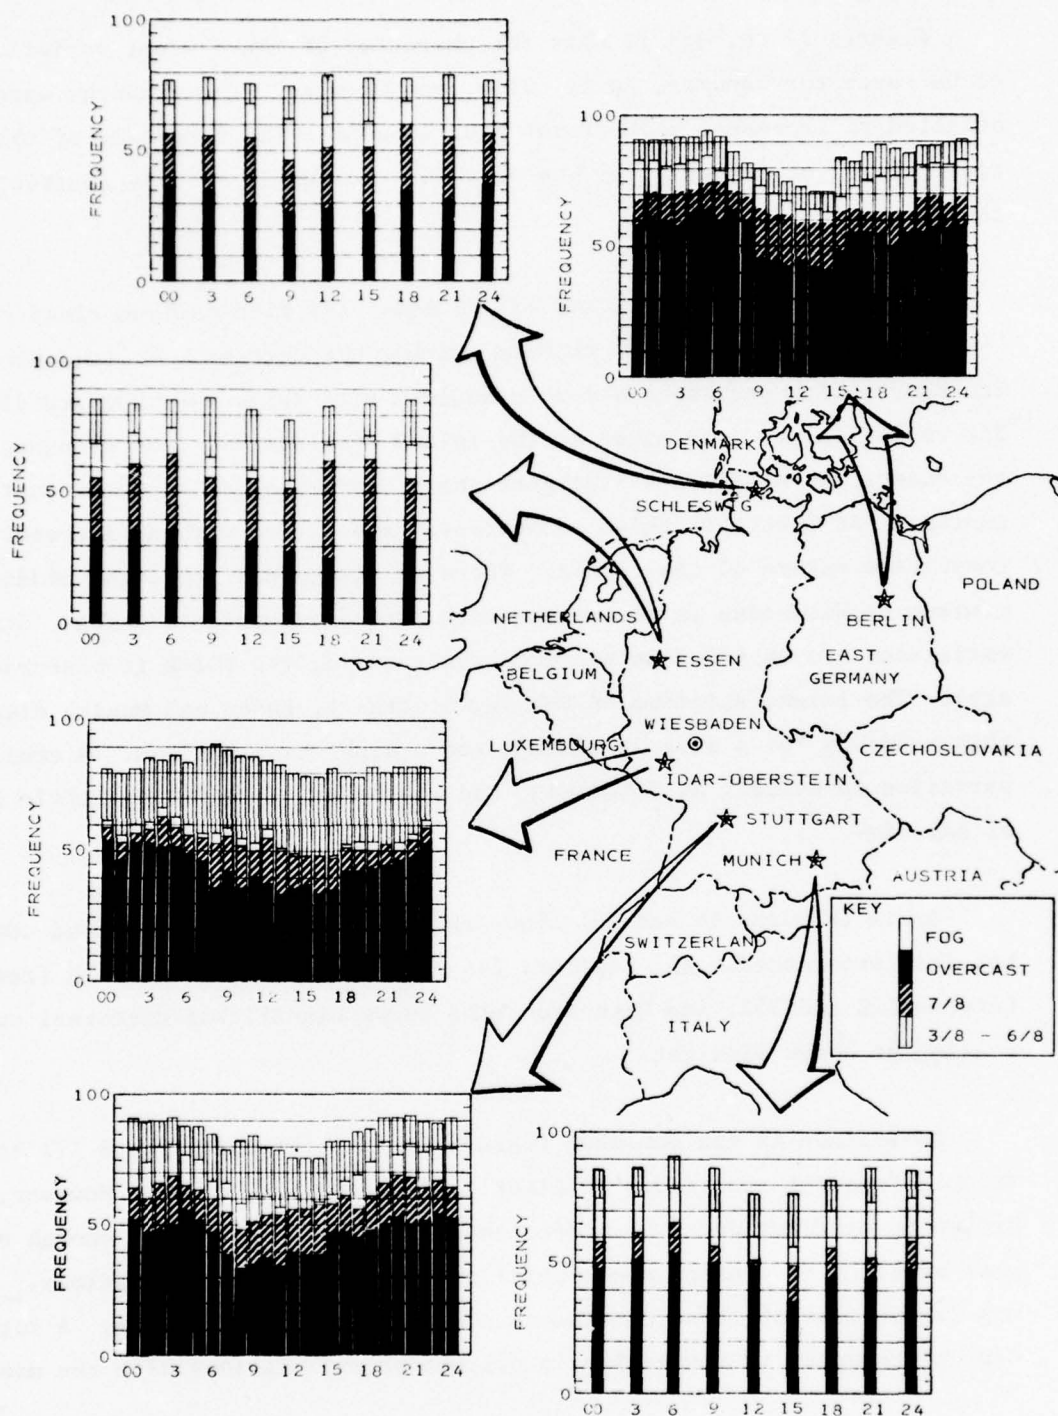 100
50
0
FREQUENCY
00 3 6 9 12 15 18 21 24
100
50
0
FREQUENCY
00 3 6 9 12 15 18 21 24
100
50
0
FREQUENCY
00 3 6 9 12 15 18 21 24
DENMARK
SCHLESWIG
POLAND
NETHERLANDS
BERLIN
ESSEN
EAST
GERMANY
BELGIUM
WIESBADEN
LUXEMBOURG
CZECHOSLOVAKIA
IDAR-OBERSTEIN
STUTTGART
FRANCE
MUNICH
AUSTRIA
SWITZERLAND
ITALY
KEY
FOG
OVERCAST
7/8
3/8 - 6/8
100
50
0
FREQUENCY
00 3 6 9 12 15 18 21 24
100
50
0
FREQUENCY
00 3 6 9 12 15 18 21 24
100
50
0
FREQUENCY
00 3 6 9 12 15 18 21 24